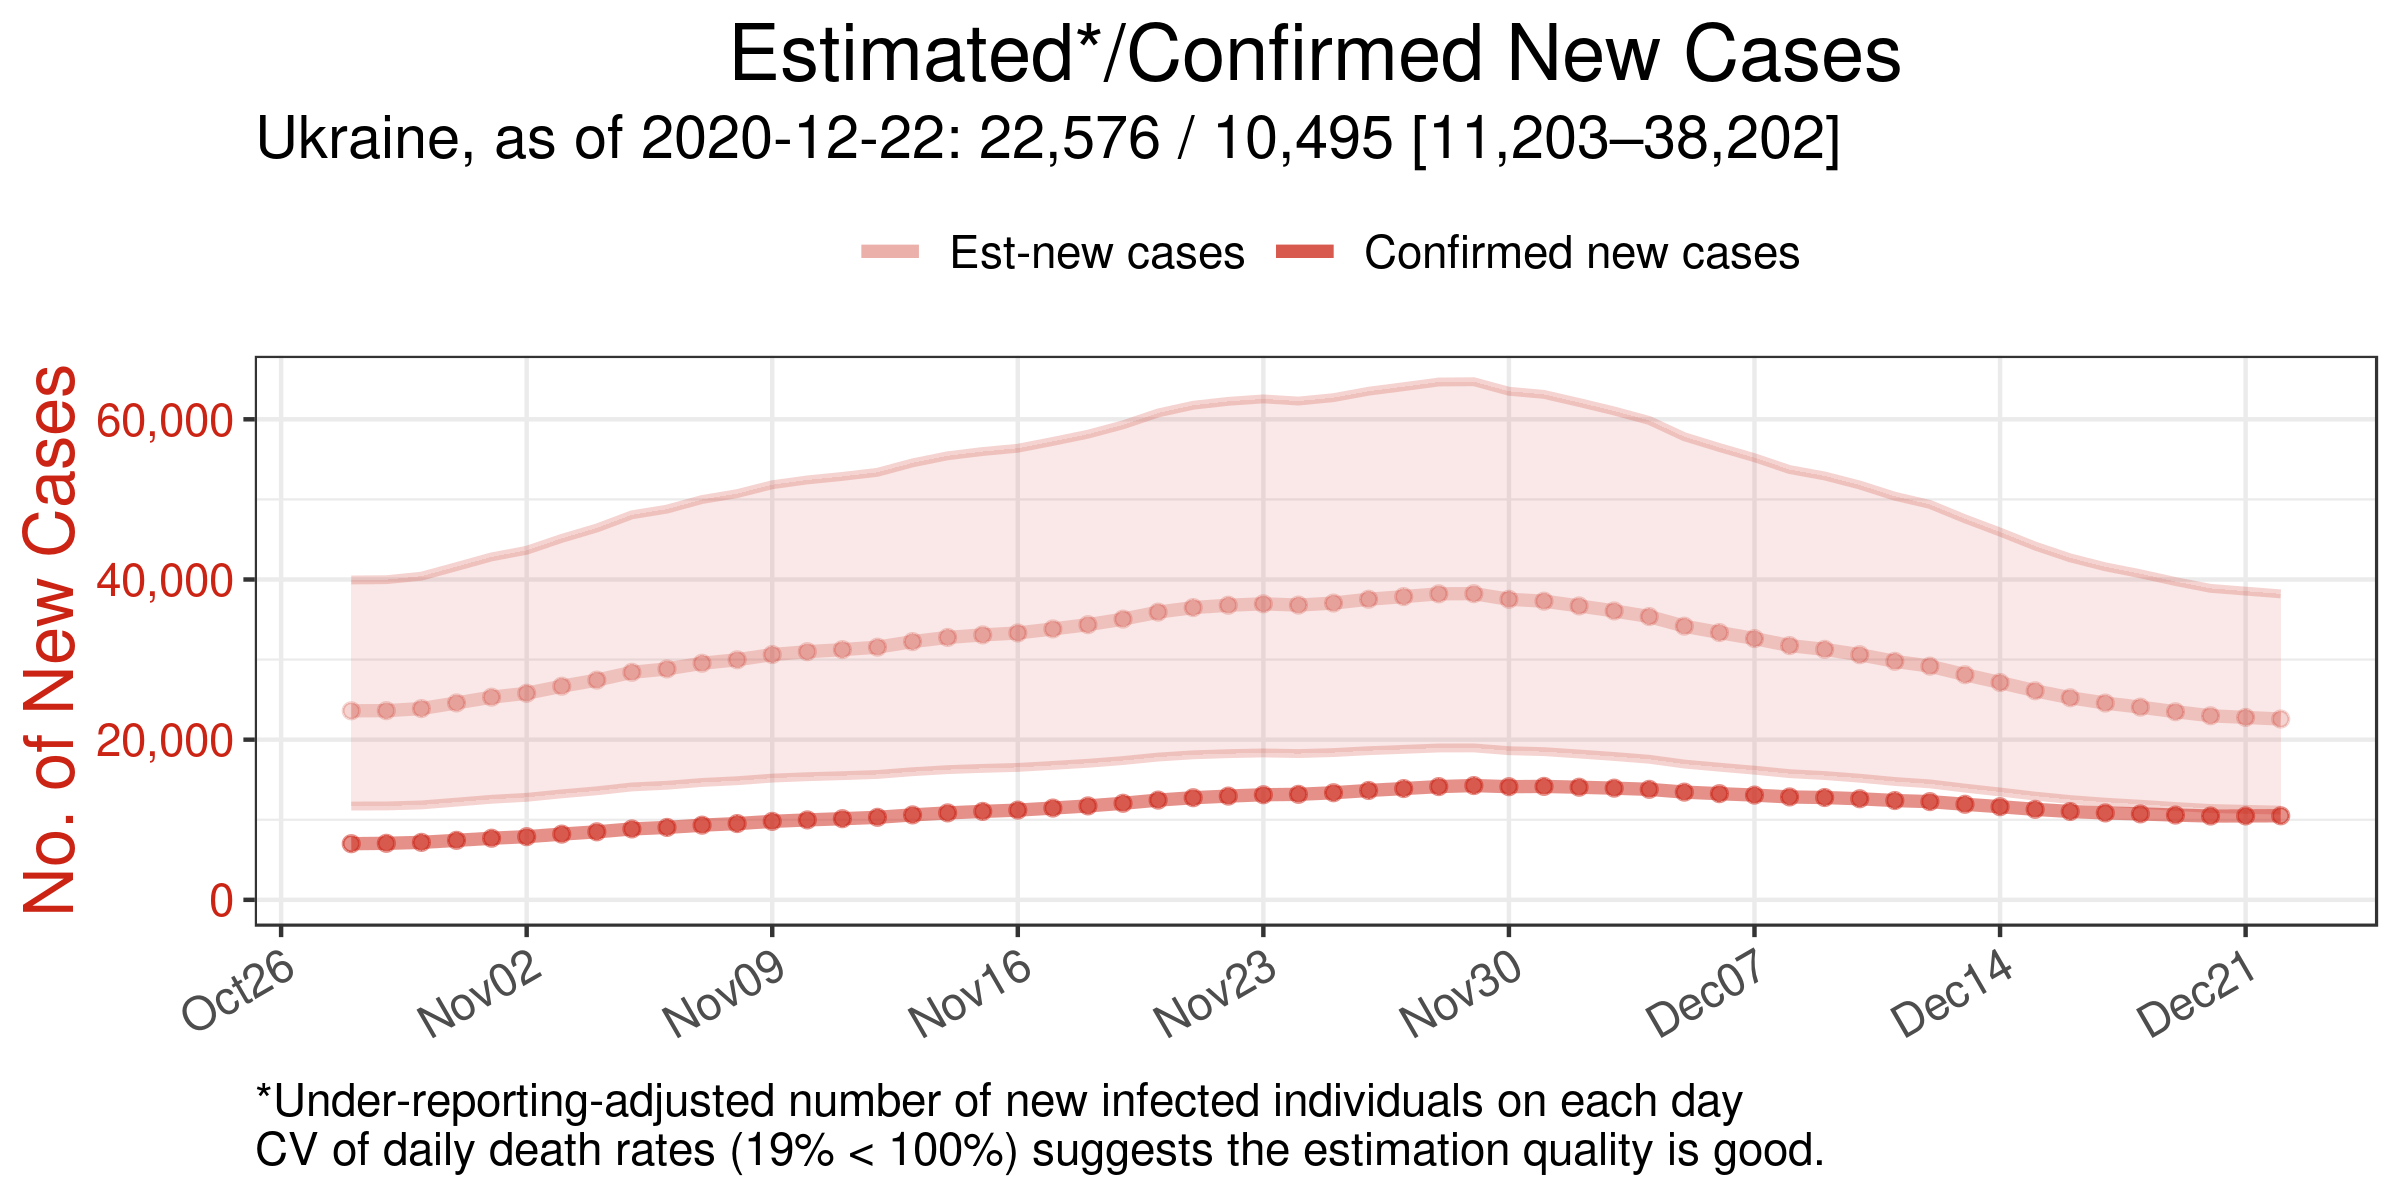 Estimated*/Confirmed New Cases
Ukraine, as of 2020-12-22: 22,576 / 10,495 [11,203–38,202]
Est-new cases Confirmed new cases
No. of New Cases
60,000
40,000
20,000
0
Oct26 Nov02 Nov09 Nov16 Nov23 Nov30 Dec07 Dec14 Dec21
*Under-reporting-adjusted number of new infected individuals on each day
CV of daily death rates (19% < 100%) suggests the estimation quality is good.